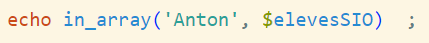 echo in_array('Anton', $elevesSIO)  ;